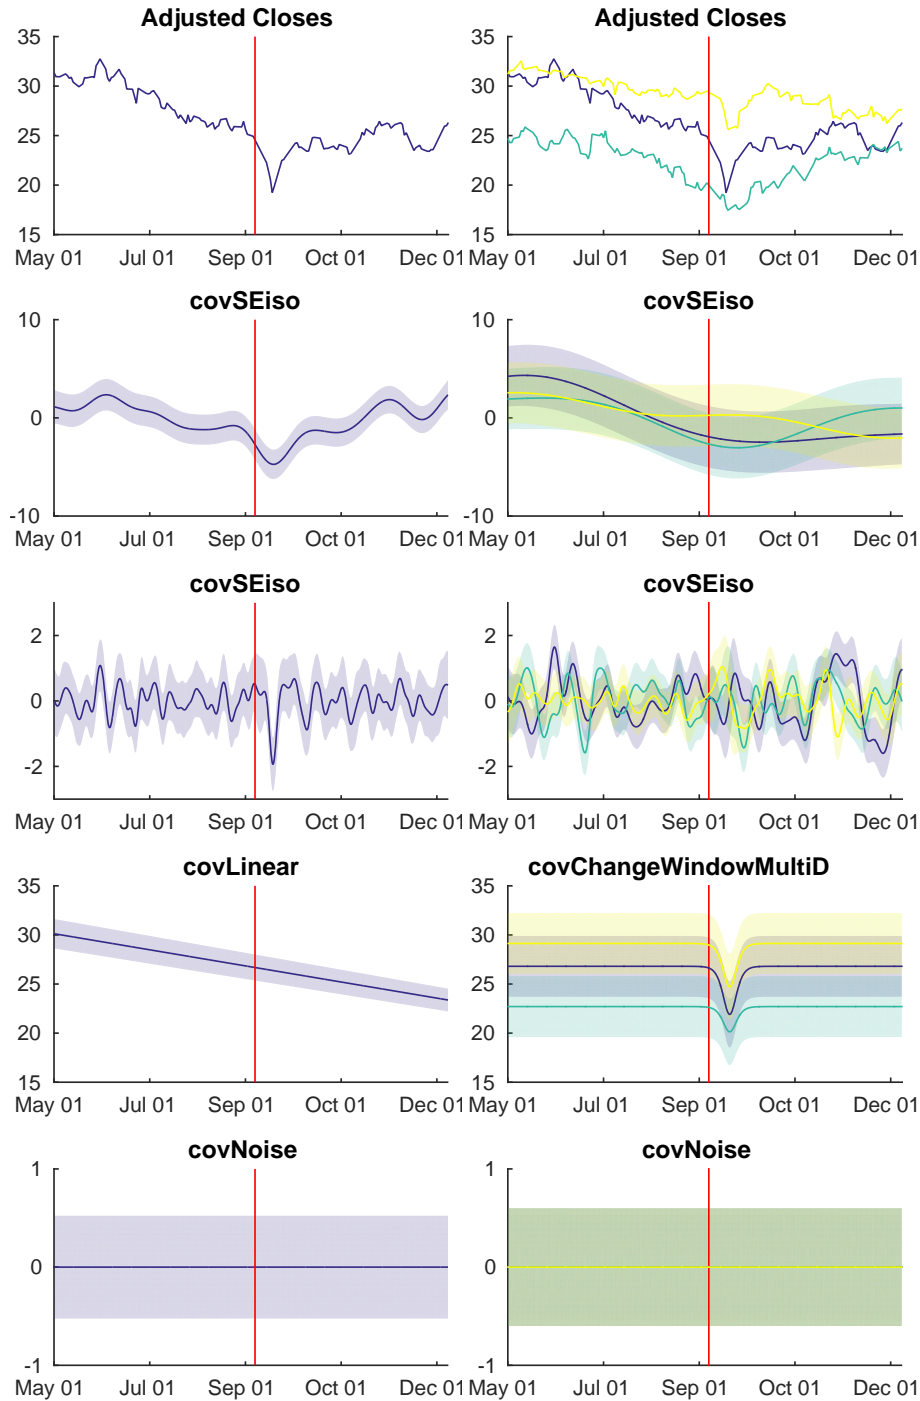 Adjusted Closes Adjusted Closes
35 35
30 30
25 25
20 20
15 15
May 01 Jul 01 Sep 01 Oct 01 Dec 01 May 01 Jul 01 Sep 01 Oct 01 Dec 01
covSEiso covSEiso
10 10
0 0
-10 -10
May 01 Jul 01 Sep 01 Oct 01 Dec 01 May 01 Jul 01 Sep 01 Oct 01 Dec 01
covSEiso covSEiso
2 2
0 0
-2 -2
May 01 Jul 01 Sep 01 Oct 01 Dec 01 May 01 Jul 01 Sep 01 Oct 01 Dec 01
covLinear covChangeWindowMultiD
35 35
30 30
25 25
20 20
15 15
May 01 Jul 01 Sep 01 Oct 01 Dec 01 May 01 Jul 01 Sep 01 Oct 01 Dec 01
covNoise covNoise
1 1
0 0
-1 -1
May 01 Jul 01 Sep 01 Oct 01 Dec 01 May 01 Jul 01 Sep 01 Oct 01 Dec 01